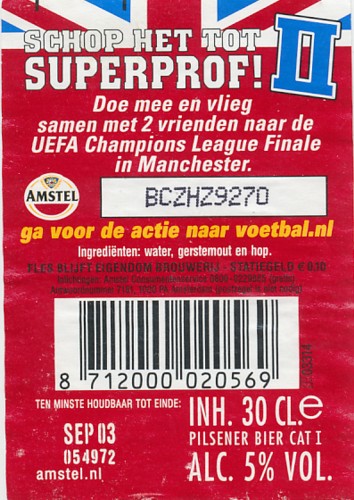 SCHOP HET TOT
SUPERPROF! II
Doe mee en vlieg
samen met 2 vrienden naar de
UEFA Champions League Finale
in Manchester.
AMSTEL
BCZHZ9270
ga voor de actie naar voetbal.nl
Ingrediënten: water, gerstemout en hop.
FLES BLIJFT EIGENDOM BROUWERIJ - STATIEGELD € 0,10
8 712000 020569
TEN MINSTE HOUDBAAR TOT EINDE:
SEP 03
054972
amstel.nl
INH. 30 CL.e
PILSENER BIER CAT I
ALC. 5% VOL.